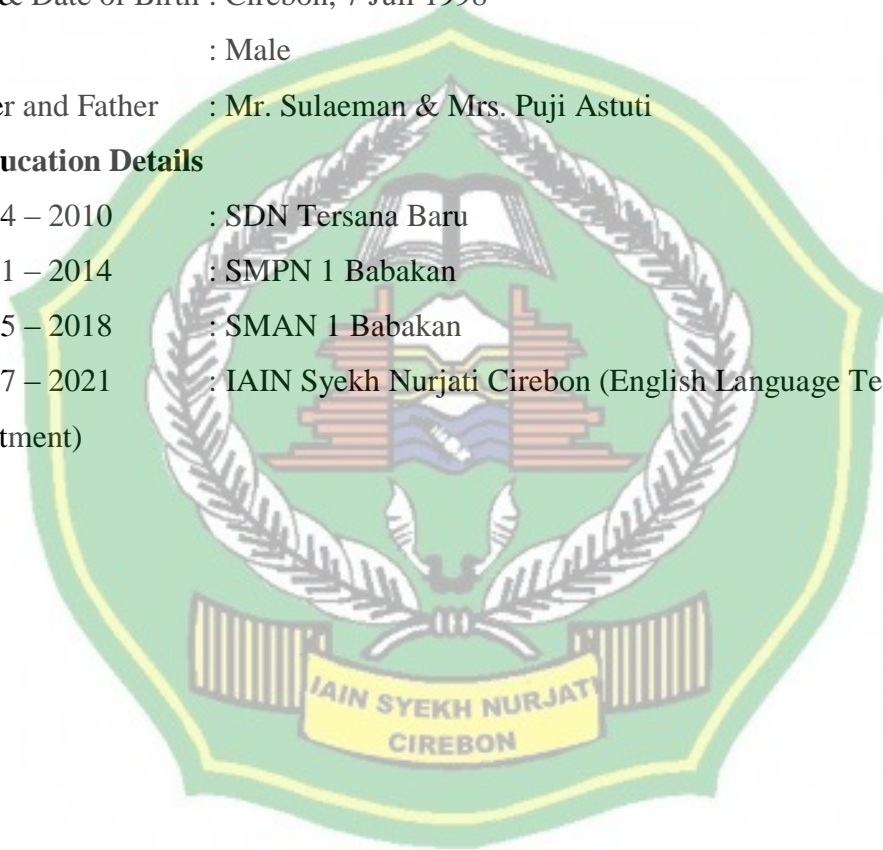 & Date of Birth : Cirebon, 7 Juli 1998
: Male
er and Father : Mr. Sulaeman & Mrs. Puji Astuti
ucation Details
4 – 2010 : SDN Tersana Baru
1 – 2014 : SMPN 1 Babakan
5 – 2018 : SMAN 1 Babakan
7 – 2021 : IAIN Syekh Nurjati Cirebon (English Language Te
tment)
IAIN SYEKH NURJATI
CIREBON